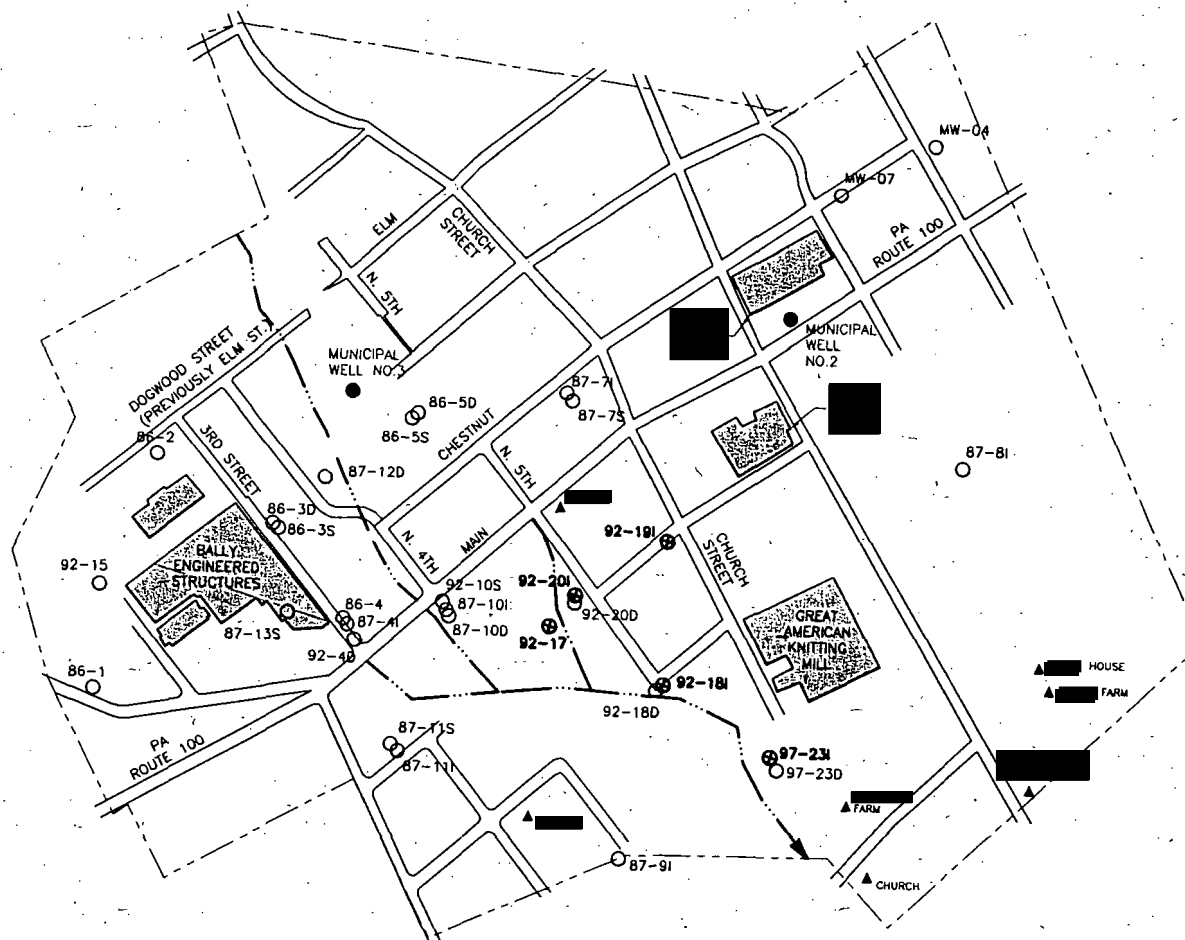 MW-04
MW-07
PA
ROUTE 100
ELM
CHURCH
STREET
N. 5TH
MUNICIPAL
WELL
NO.2
DOGWOOD STREET
(PREVIOUSLY ELM ST.)
MUNICIPAL
WELL NO.3
87-7I
87-7S
86-5D
86-5S
CHESTNUT
86-2
3RD STREET
87-12D
N. 5TH
87-8I
86-3D
86-3S
N. 4TH
MAIN
92-19I
CHURCH
STREET
BALLY
ENGINEERED
STRUCTURES
92-15
92-10S
87-10I
87-10D
92-20I
92-20D
92-17
86-4
87-4I
92-4D
87-13S
GREAT
AMERICAN
KNITTING
MILL
86-1
92-18I
92-18D
HOUSE
FARM
PA
ROUTE 100
87-11S
87-11I
97-23I
97-23D
FARM
87-9I
CHURCH